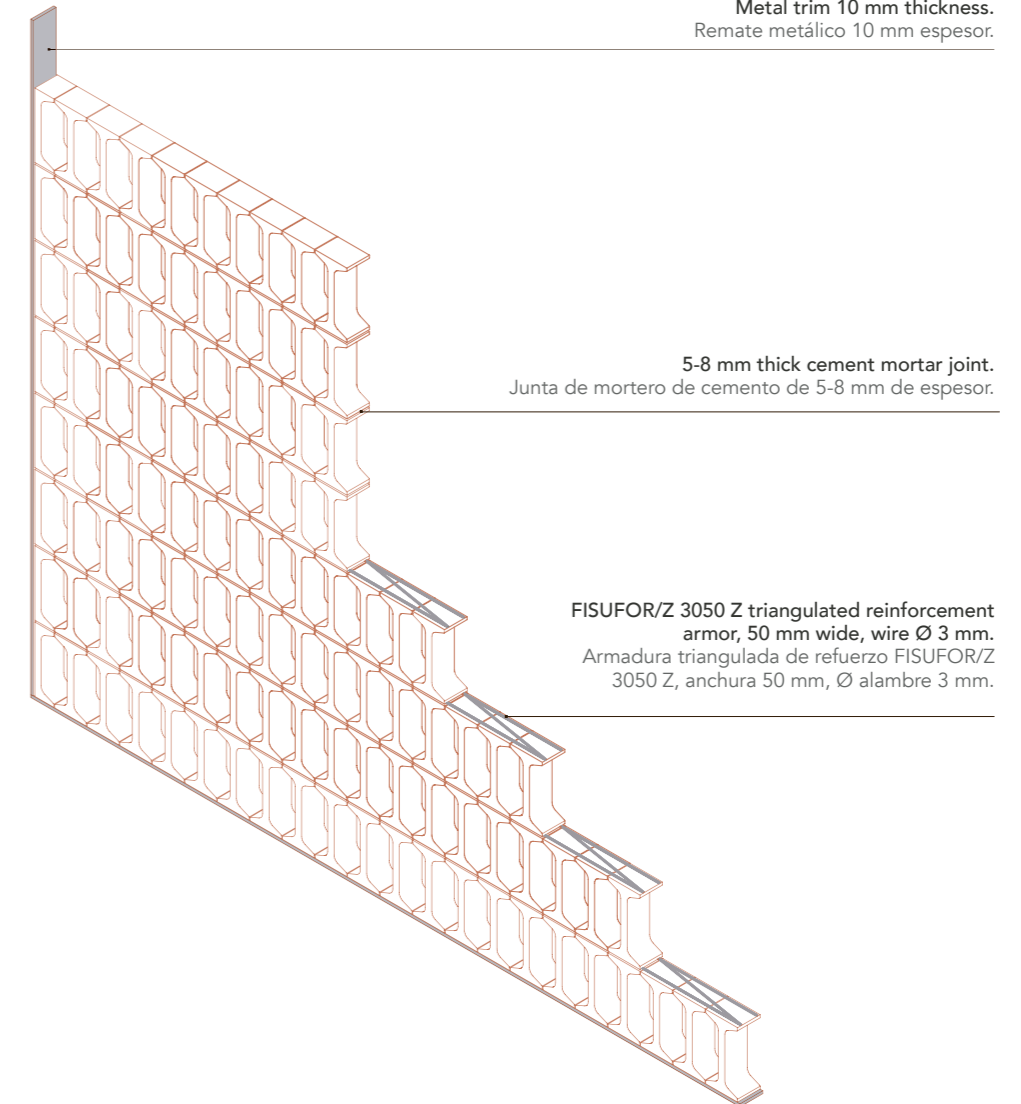 Metal trim 10 mm thickness.
Remate metálico 10 mm espesor.
5-8 mm thick cement mortar joint.
Junta de mortero de cemento de 5-8 mm de espesor.
FISUFOR/Z 3050 Z triangulated reinforcement
armor, 50 mm wide, wire Ø 3 mm.
Armadura triangulada de refuerzo FISUFOR/Z
3050 Z, anchura 50 mm, Ø alambre 3 mm.